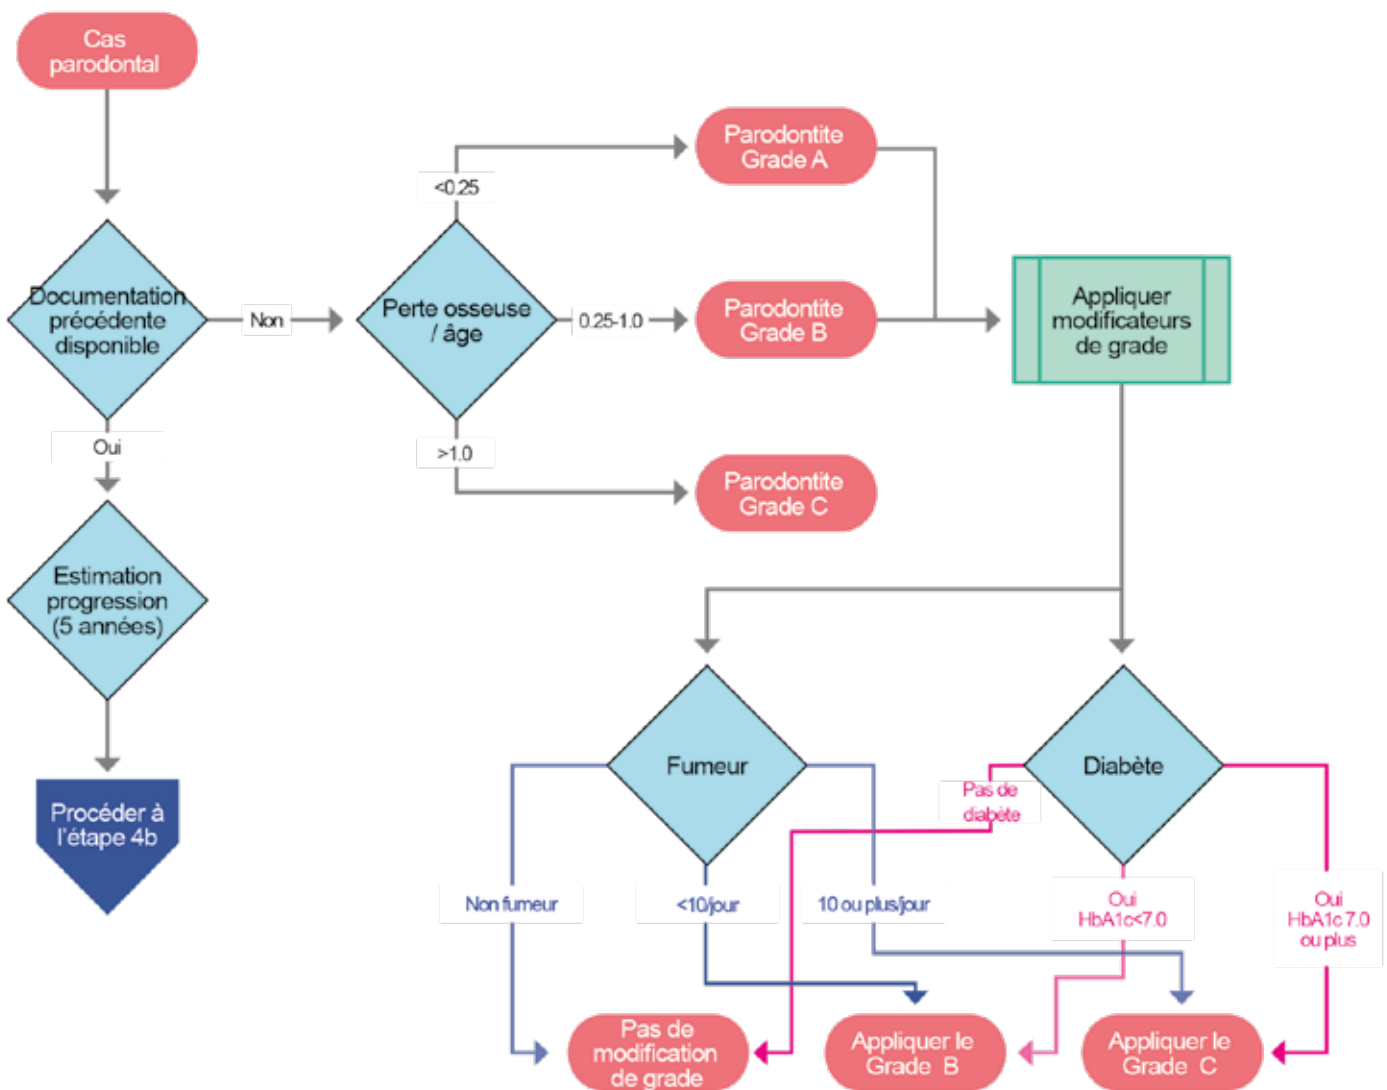 Cas
parodontal
Documentation
précédente
disponible
Non
Oui
Estimation
progression
(5 années)
Procéder à
l'étape 4b
Perte osseuse
/ âge
<0.25
0.25-1.0
>1.0
Parodontite
Grade A
Parodontite
Grade B
Parodontite
Grade C
Appliquer
modificateurs
de grade
Fumeur
Diabète
Non fumeur
<10/jour
10 ou plus/jour
Pas de
diabète
Oui
HbA1c<7.0
Oui
HbA1c 7.0
ou plus
Pas de
modification
de grade
Appliquer le
Grade B
Appliquer le
Grade C